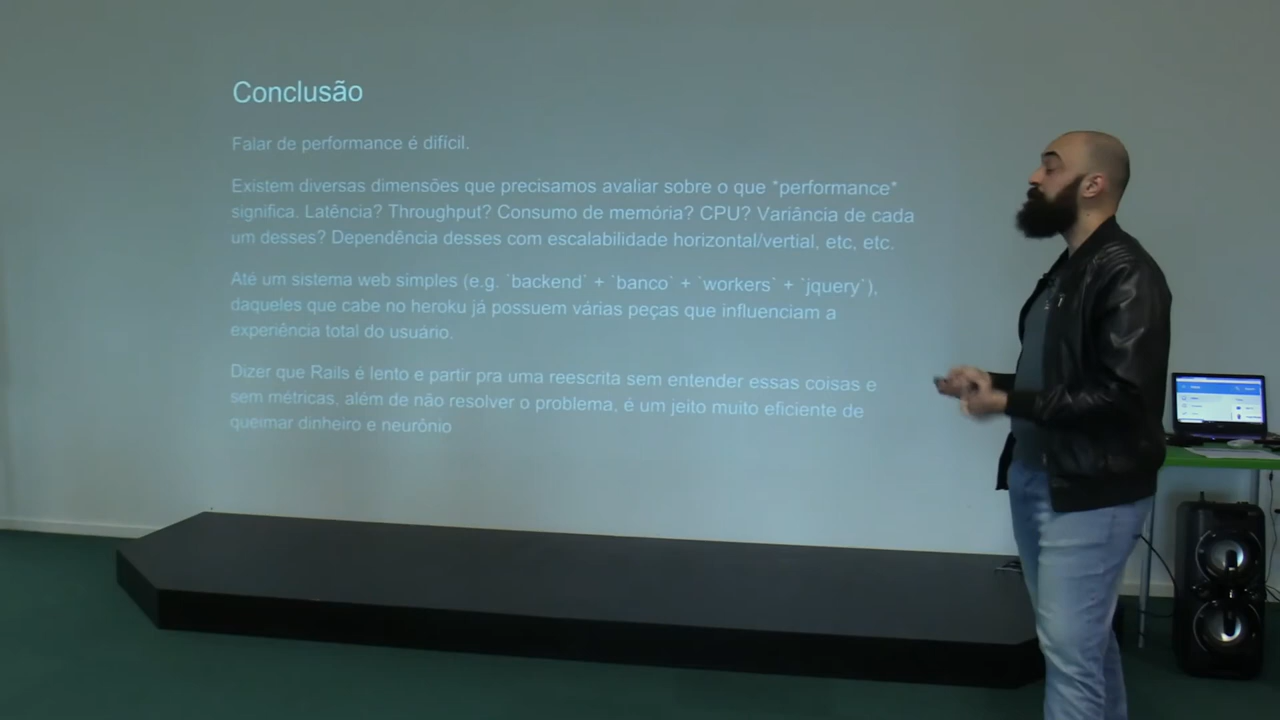 Conclusão
Falar de performance é difícil.
Existem diversas dimensões que precisamos avaliar sobre o que *performance*
significa. Latência? Throughput? Consumo de memória? CPU? Variância de cada
um desses? Dependência desses com escalabilidade horizontal/vertial, etc, etc.
Até um sistema web simples (e.g. `backend` + `banco` + `workers` + `jquery`),
daqueles que cabe no heroku já possuem várias peças que influenciam a
experiência total do usuário.
Dizer que Rails é lento e partir pra uma reescrita sem entender essas coisas e
sem métricas, além de não resolver o problema, é um jeito muito eficiente de
queimar dinheiro e neurônio